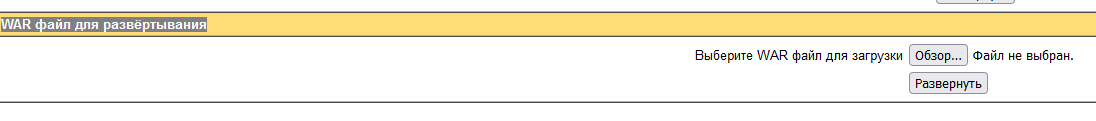 WAR файл для развёртывания
Выберите WAR файл для загрузки Обзор... Файл не выбран.
Развернуть